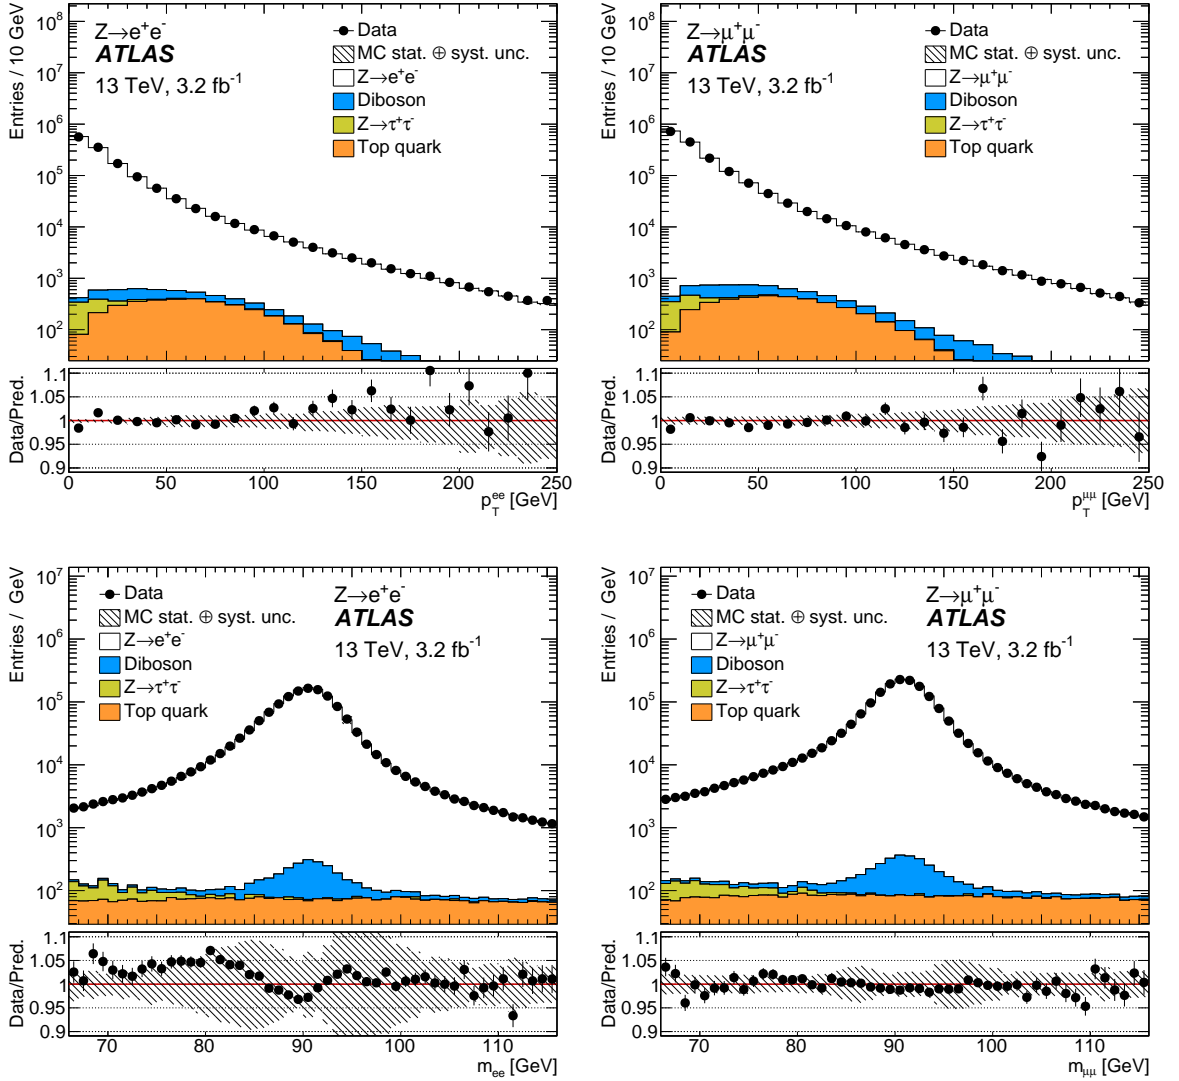 Entries / 10 GeV
10⁸
10⁷
10⁶
10⁵
10⁴
10³
10²
Z→e⁺e⁻
ATLAS
13 TeV, 3.2 fb⁻¹
Data
MC stat. ⊕ syst. unc.
Z→e⁺e⁻
Diboson
Z→τ⁺τ⁻
Top quark
Data/Pred.
1.1
1.05
1
0.95
0.9
0 50 100 150 200 250
p_T^ee [GeV]
Entries / 10 GeV
10⁸
10⁷
10⁶
10⁵
10⁴
10³
10²
Z→μ⁺μ⁻
ATLAS
13 TeV, 3.2 fb⁻¹
Data
MC stat. ⊕ syst. unc.
Z→μ⁺μ⁻
Diboson
Z→τ⁺τ⁻
Top quark
Data/Pred.
1.1
1.05
1
0.95
0.9
0 50 100 150 200 250
p_T^μμ [GeV]
Entries / GeV
10⁷
10⁶
10⁵
10⁴
10³
10²
Data
MC stat. ⊕ syst. unc.
Z→e⁺e⁻
Diboson
Z→τ⁺τ⁻
Top quark
Z→e⁺e⁻
ATLAS
13 TeV, 3.2 fb⁻¹
Data/Pred.
1.1
1.05
1
0.95
0.9
70 80 90 100 110
m_ee [GeV]
Entries / GeV
10⁷
10⁶
10⁵
10⁴
10³
10²
Data
MC stat. ⊕ syst. unc.
Z→μ⁺μ⁻
Diboson
Z→τ⁺τ⁻
Top quark
Z→μ⁺μ⁻
ATLAS
13 TeV, 3.2 fb⁻¹
Data/Pred.
1.1
1.05
1
0.95
0.9
70 80 90 100 110
m_μμ [GeV]